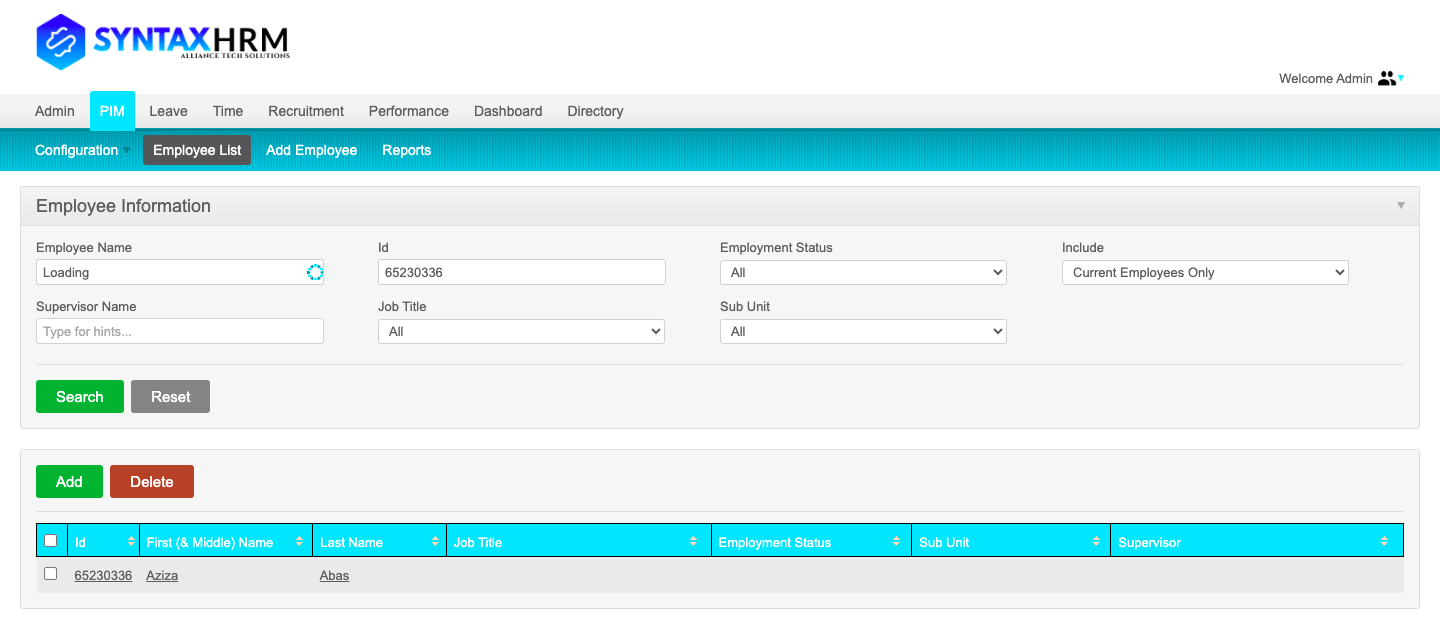 SYNTAXHRM
ALLIANCE TECH SOLUTIONS
Welcome Admin
Admin PIM Leave Time Recruitment Performance Dashboard Directory
Configuration Employee List Add Employee Reports
Employee Information
Employee Name Id Employment Status Include
Loading 65230336 All Current Employees Only
Supervisor Name Job Title Sub Unit
Type for hints... All All
Search Reset
Add Delete
Id First (& Middle) Name Last Name Job Title Employment Status Sub Unit Supervisor
65230336 Aziza Abas